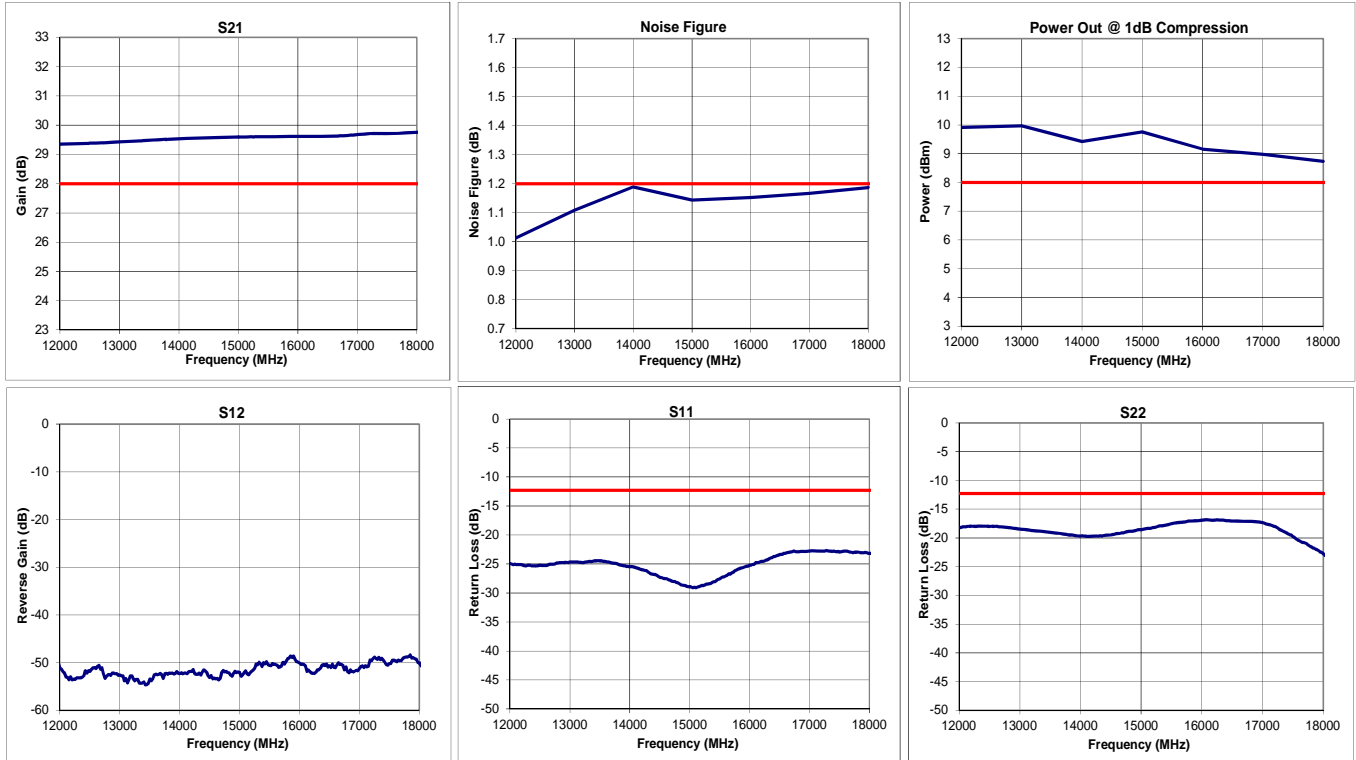 S21
Gain (dB)
33
32
31
30
29
28
27
26
25
24
23
12000 13000 14000 15000 16000 17000 18000
Frequency (MHz)
Noise Figure
Noise Figure (dB)
1.7
1.6
1.5
1.4
1.3
1.2
1.1
1.0
0.9
0.8
0.7
12000 13000 14000 15000 16000 17000 18000
Frequency (MHz)
Power Out @ 1dB Compression
Power (dBm)
13
12
11
10
9
8
7
6
5
4
3
12000 13000 14000 15000 16000 17000 18000
Frequency (MHz)
S12
Reverse Gain (dB)
0
-10
-20
-30
-40
-50
-60
12000 13000 14000 15000 16000 17000 18000
Frequency (MHz)
S11
Return Loss (dB)
0
-5
-10
-15
-20
-25
-30
-35
-40
-45
-50
12000 13000 14000 15000 16000 17000 18000
Frequency (MHz)
S22
Return Loss (dB)
0
-5
-10
-15
-20
-25
-30
-35
-40
-45
-50
12000 13000 14000 15000 16000 17000 18000
Frequency (MHz)